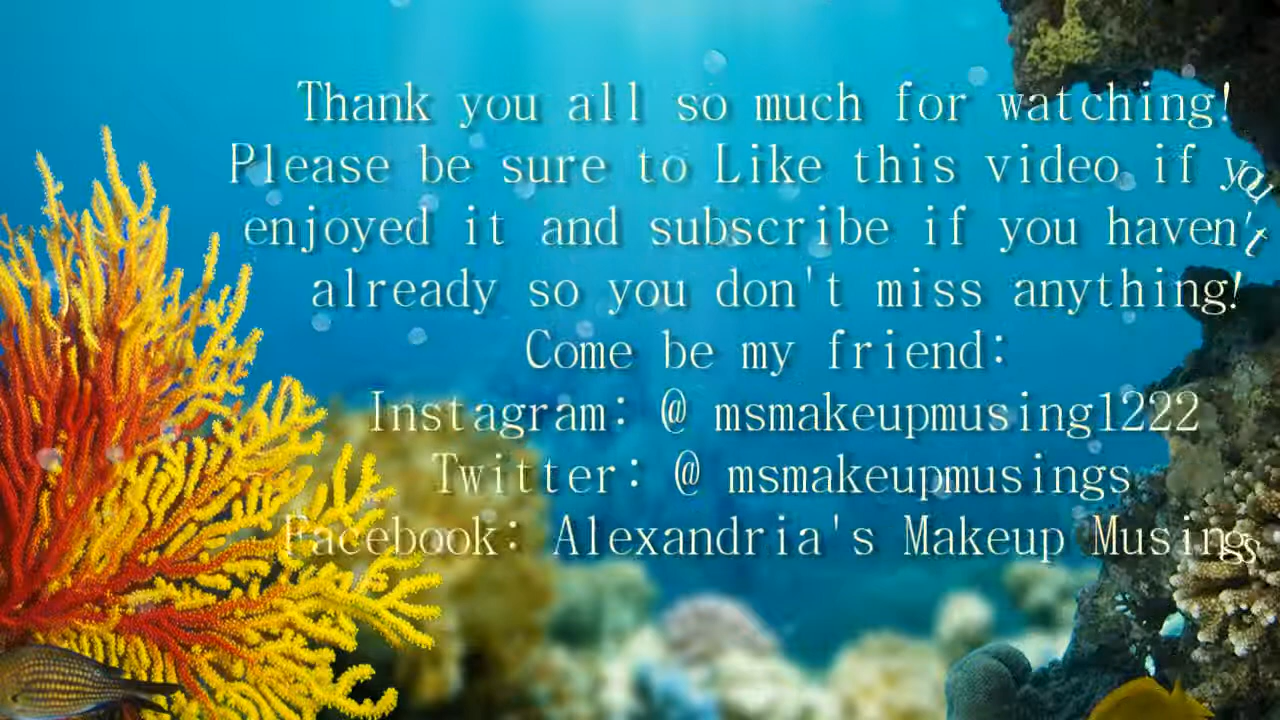 Thank you all so much for watching!
Please be sure to Like this video if you
enjoyed it and subscribe if you haven't
already so you don't miss anything!
Come be my friend:
Instagram: @ msmakeupmusing1222
Twitter: @ msmakeupmusings
Facebook: Alexandria's Makeup Musings